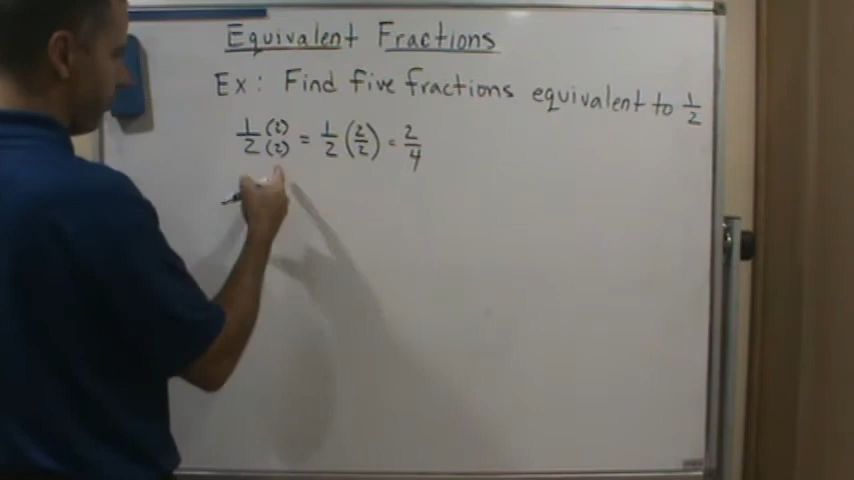 Equivalent Fractions
Ex: Find five fractions equivalent to 1/2
1(2)/2(2) = 1/2 (2/2) = 2/4